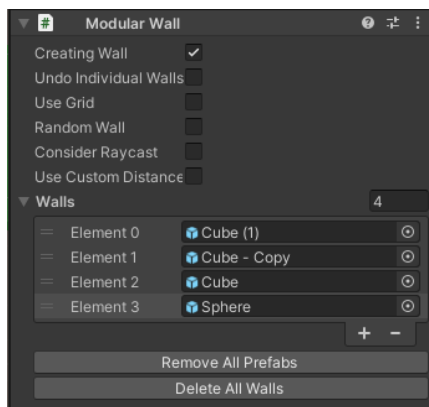 # Modular Wall
Creating Wall
Undo Individual Walls
Use Grid
Random Wall
Consider Raycast
Use Custom Distance
Walls 4
Element 0 Cube (1)
Element 1 Cube - Copy
Element 2 Cube
Element 3 Sphere
+ -
Remove All Prefabs
Delete All Walls